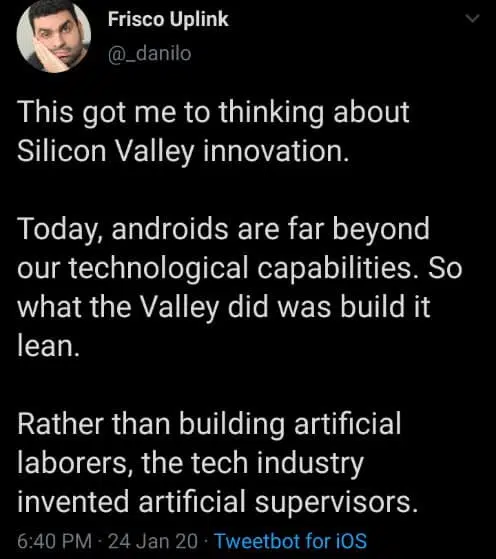 Frisco Uplink
@_danilo
This got me to thinking about
Silicon Valley innovation.
Today, androids are far beyond
our technological capabilities. So
what the Valley did was build it
lean.
Rather than building artificial
laborers, the tech industry
invented artificial supervisors.
6:40 PM · 24 Jan 20 · Tweetbot for iOS